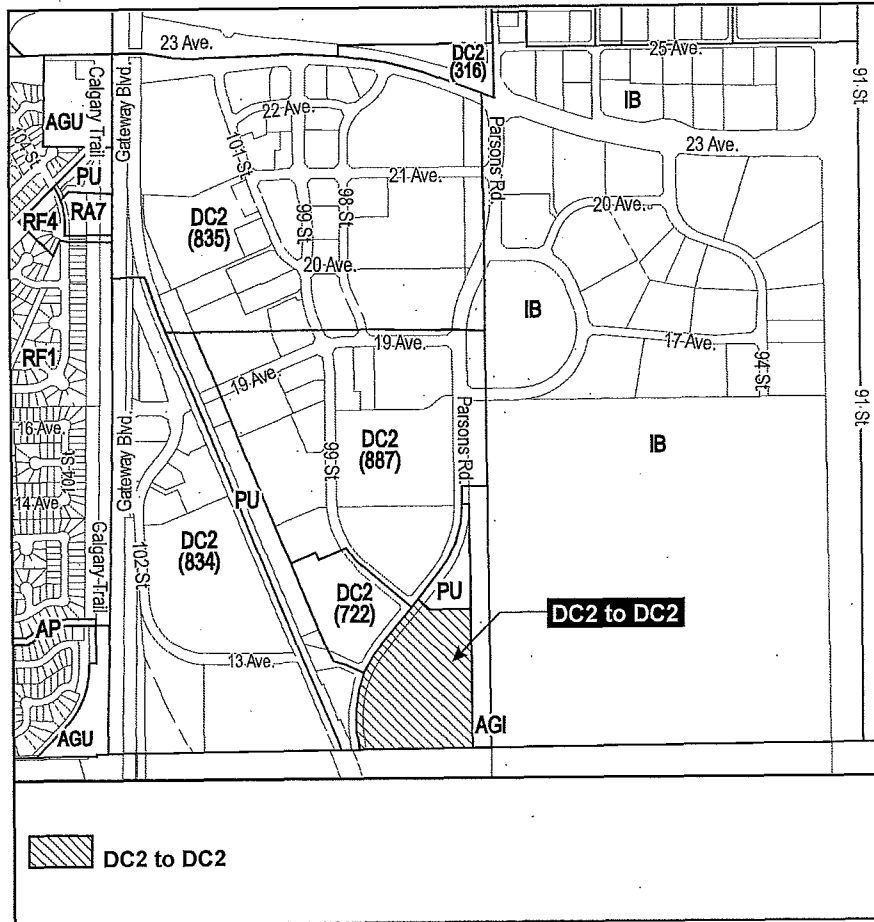 23 Ave.
DC2
(316)
25 Ave.
IB
91 St.
Calgary Trail
Gateway Blvd.
AGU
104 St.
22 Ave.
101 St.
Parsons Rd.
23 Ave.
PU
RA7
RF4
21 Ave.
98 St.
99 St.
20 Ave.
DC2
(835)
20 Ave.
IB
RF1
19 Ave.
19 Ave.
17 Ave.
94 St.
91 St.
Parsons Rd.
16 Ave.
104 St.
14 Ave.
Gateway Blvd.
99 St.
DC2
(887)
IB
PU
Calgary Trail
102 St.
DC2
(834)
DC2
(722)
PU
DC2 to DC2
AP
13 Ave.
AGU
AGI
DC2 to DC2